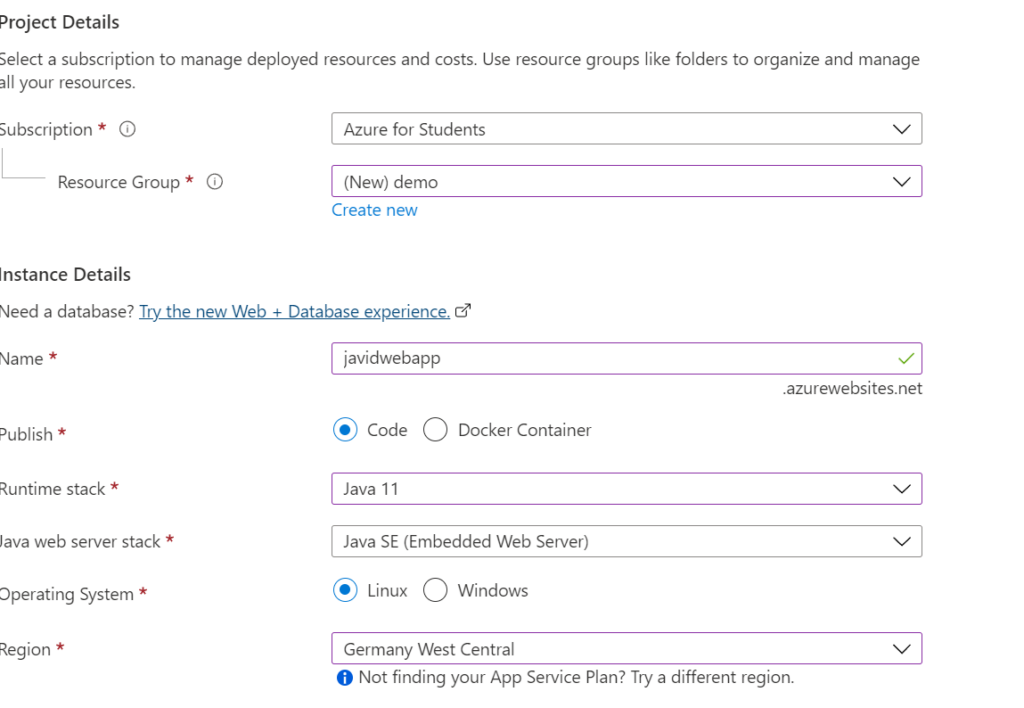 Project Details
Select a subscription to manage deployed resources and costs. Use resource groups like folders to organize and manage
all your resources.
Subscription *
Azure for Students
Resource Group *
(New) demo
Create new
Instance Details
Need a database? Try the new Web + Database experience.
Name *
javidwebapp
.azurewebsites.net
Publish *
Code Docker Container
Runtime stack *
Java 11
Java web server stack *
Java SE (Embedded Web Server)
Operating System *
Linux Windows
Region *
Germany West Central
Not finding your App Service Plan? Try a different region.